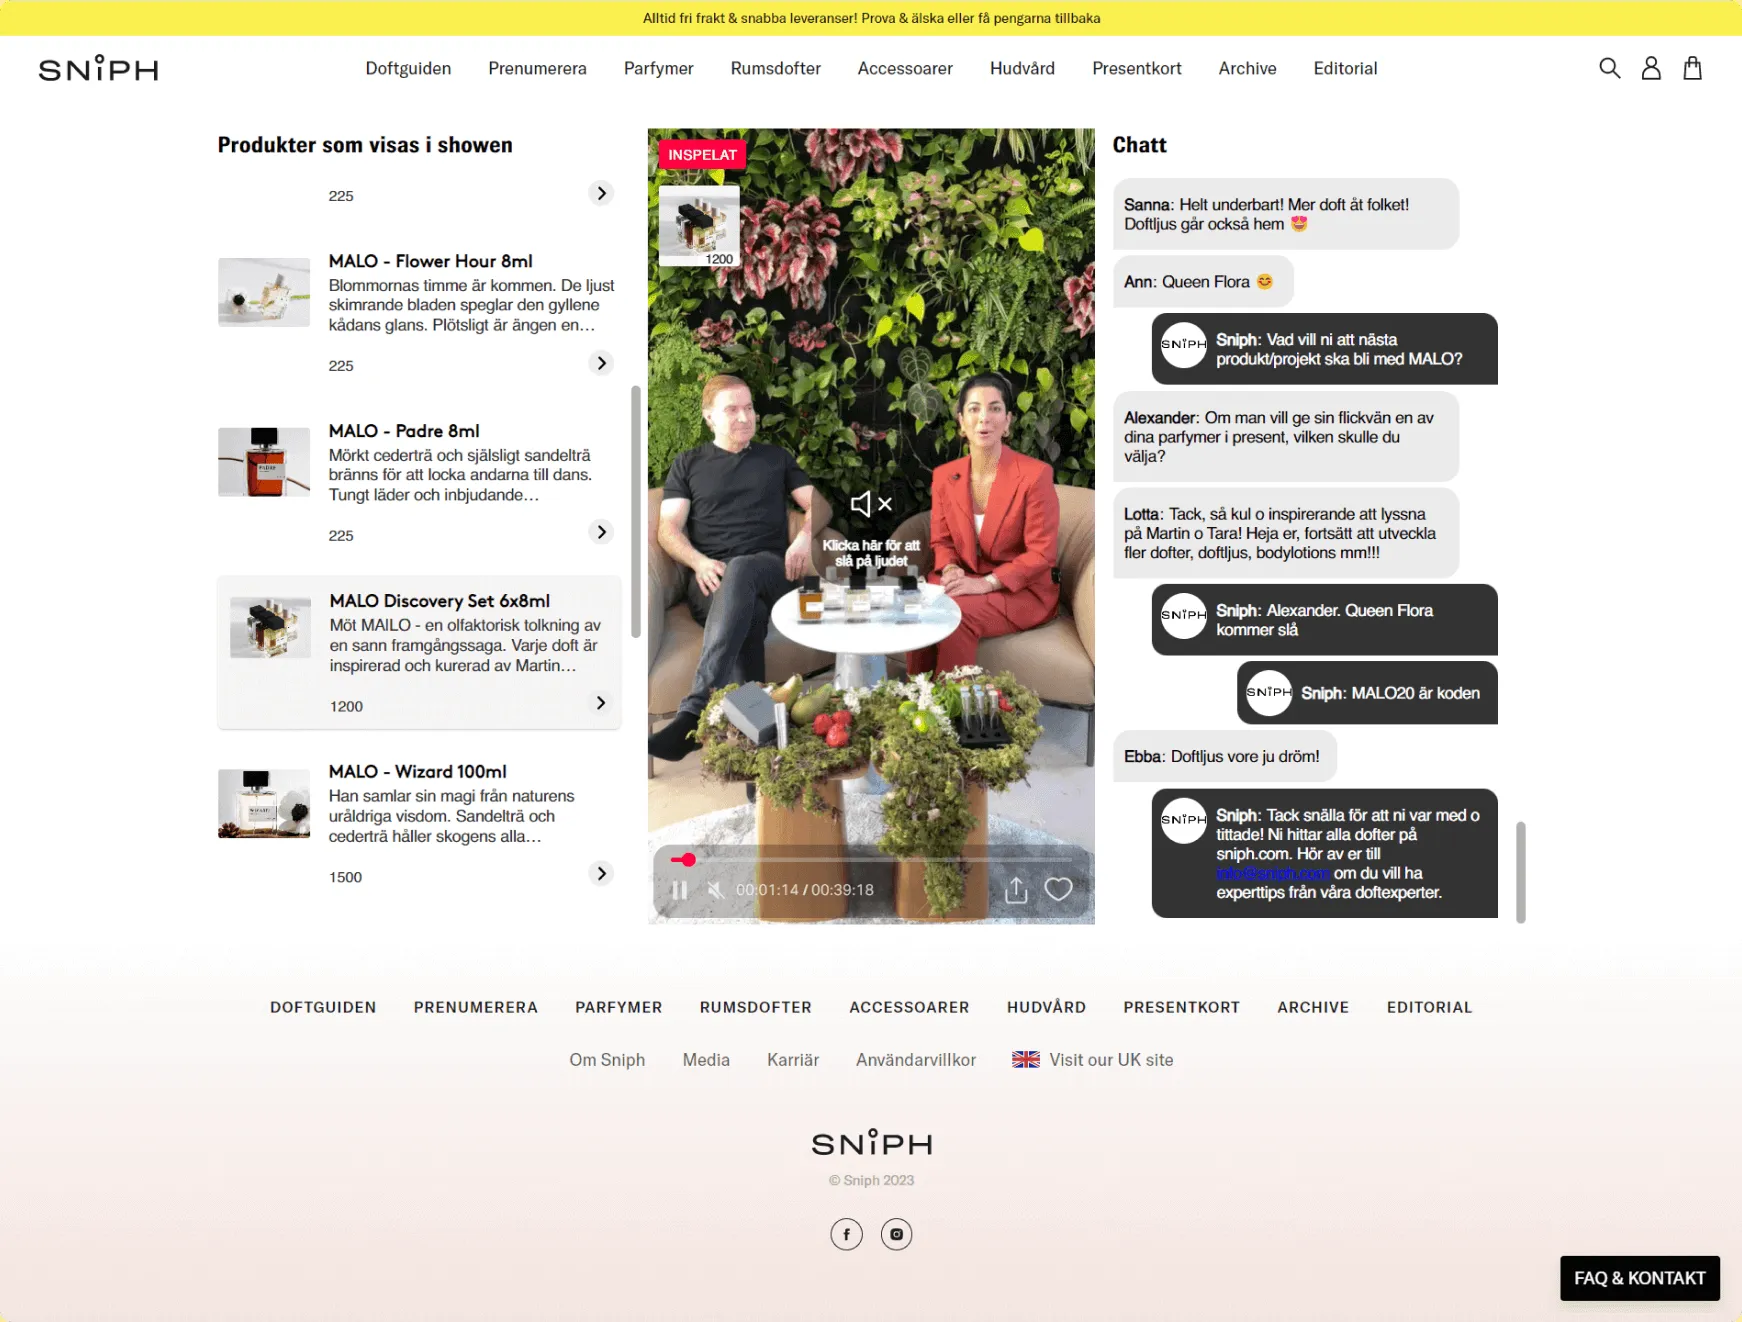 Alltid fri frakt & snabba leveranser! Prova & älska eller få pengarna tillbaka
SNiPH
Doftguiden
Prenumerera
Parfymer
Rumsdofter
Accessoarer
Hudvård
Presentkort
Archive
Editorial
Produkter som visas i showen
225
MALO - Flower Hour 8ml
Blommornas timme är kommen. De ljust
skimrande bladen speglar den gyllene
kådans glans. Plötsligt är ängen en...
225
MALO - Padre 8ml
Mörkt cederträ och själsligt sandelträ
bränns för att locka andarna till dans.
Tungt läder och inbjudande...
225
MALO Discovery Set 6x8ml
Möt MAILO - en olfaktorisk tolkning av
en sann framgångssaga. Varje doft är
inspirerad och kurerad av Martin...
1200
MALO - Wizard 100ml
Han samlar sin magi från naturens
uråldriga visdom. Sandelträ och
cederträ håller skogens alla...
1500
INSPELAT
1200
Klicka här för att
slå på ljudet
00:01:14 / 00:39:18
Chatt
Sanna: Helt underbart! Mer doft åt folket!
Doftljus går också hem 😍
Ann: Queen Flora 😊
SNiPH
Sniph: Vad vill ni att nästa
produkt/projekt ska bli med MALO?
Alexander: Om man vill ge sin flickvän en av
dina parfymer i present, vilken skulle du
välja?
Lotta: Tack, så kul o inspirerande att lyssna
på Martin o Tara! Heja er, fortsätt att utveckla
fler dofter, doftljus, bodylotions mm!!!
SNiPH
Sniph: Alexander. Queen Flora
kommer slå
SNiPH
Sniph: MALO20 är koden
Ebba: Doftljus vore ju dröm!
SNiPH
Sniph: Tack snälla för att ni var med o
tittade! Ni hittar alla dofter på
sniph.com. Hör av er till
info@sniph.com om du vill ha
experttips från våra doftexperter.
DOFTGUIDEN
PRENUMERERA
PARFYMER
RUMSDOFTER
ACCESSOARER
HUDVÅRD
PRESENTKORT
ARCHIVE
EDITORIAL
Om Sniph
Media
Karriär
Användarvillkor
Visit our UK site
SNiPH
© Sniph 2023
FAQ & KONTAKT